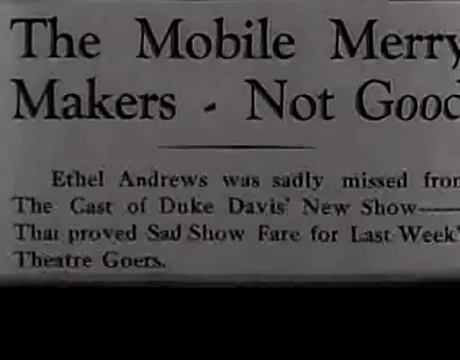 The Mobile Merry
Makers - Not Good
Ethel Andrews was sadly missed from
The Cast of Duke Davis' New Show—
That proved Sad Show Fare for Last Week'
Theatre Goers.